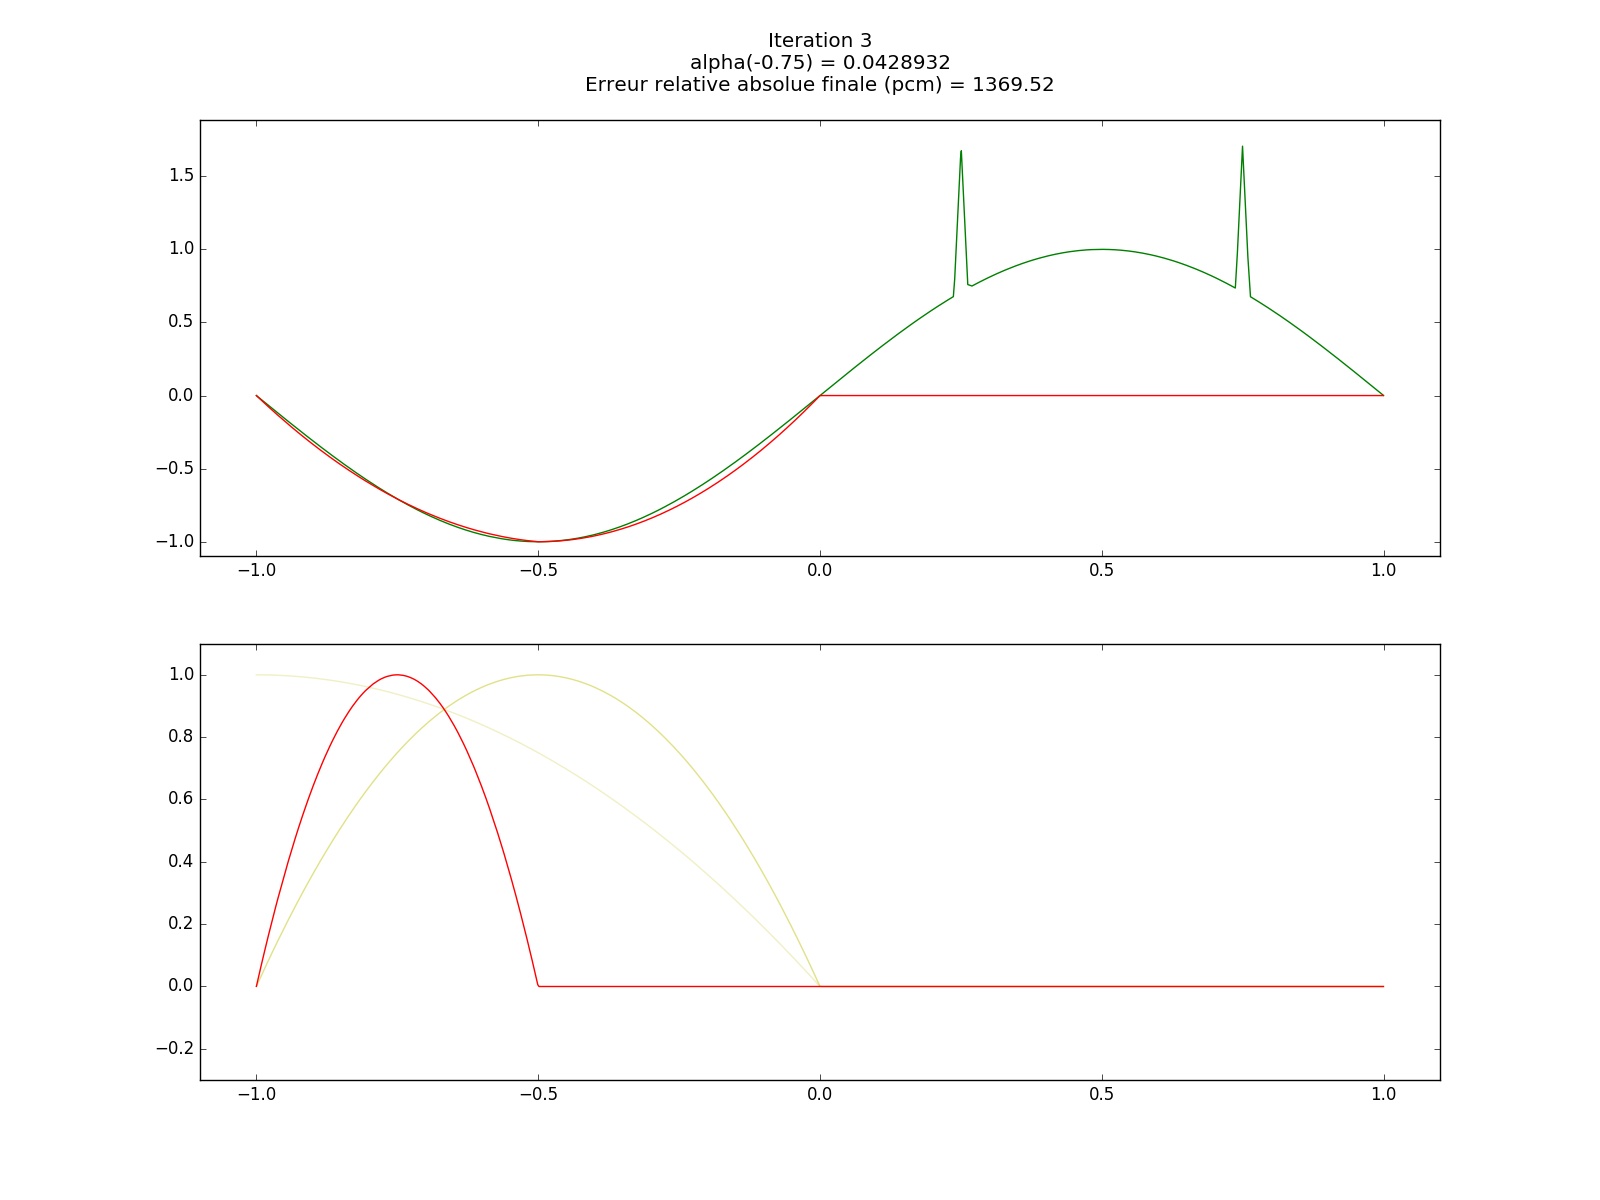 Iteration 3
alpha(-0.75) = 0.0428932
Erreur relative absolue finale (pcm) = 1369.52
1.5
1.0
0.5
0.0
−0.5
−1.0
−1.0 −0.5 0.0 0.5 1.0
1.0
0.8
0.6
0.4
0.2
0.0
−0.2
−1.0 −0.5 0.0 0.5 1.0